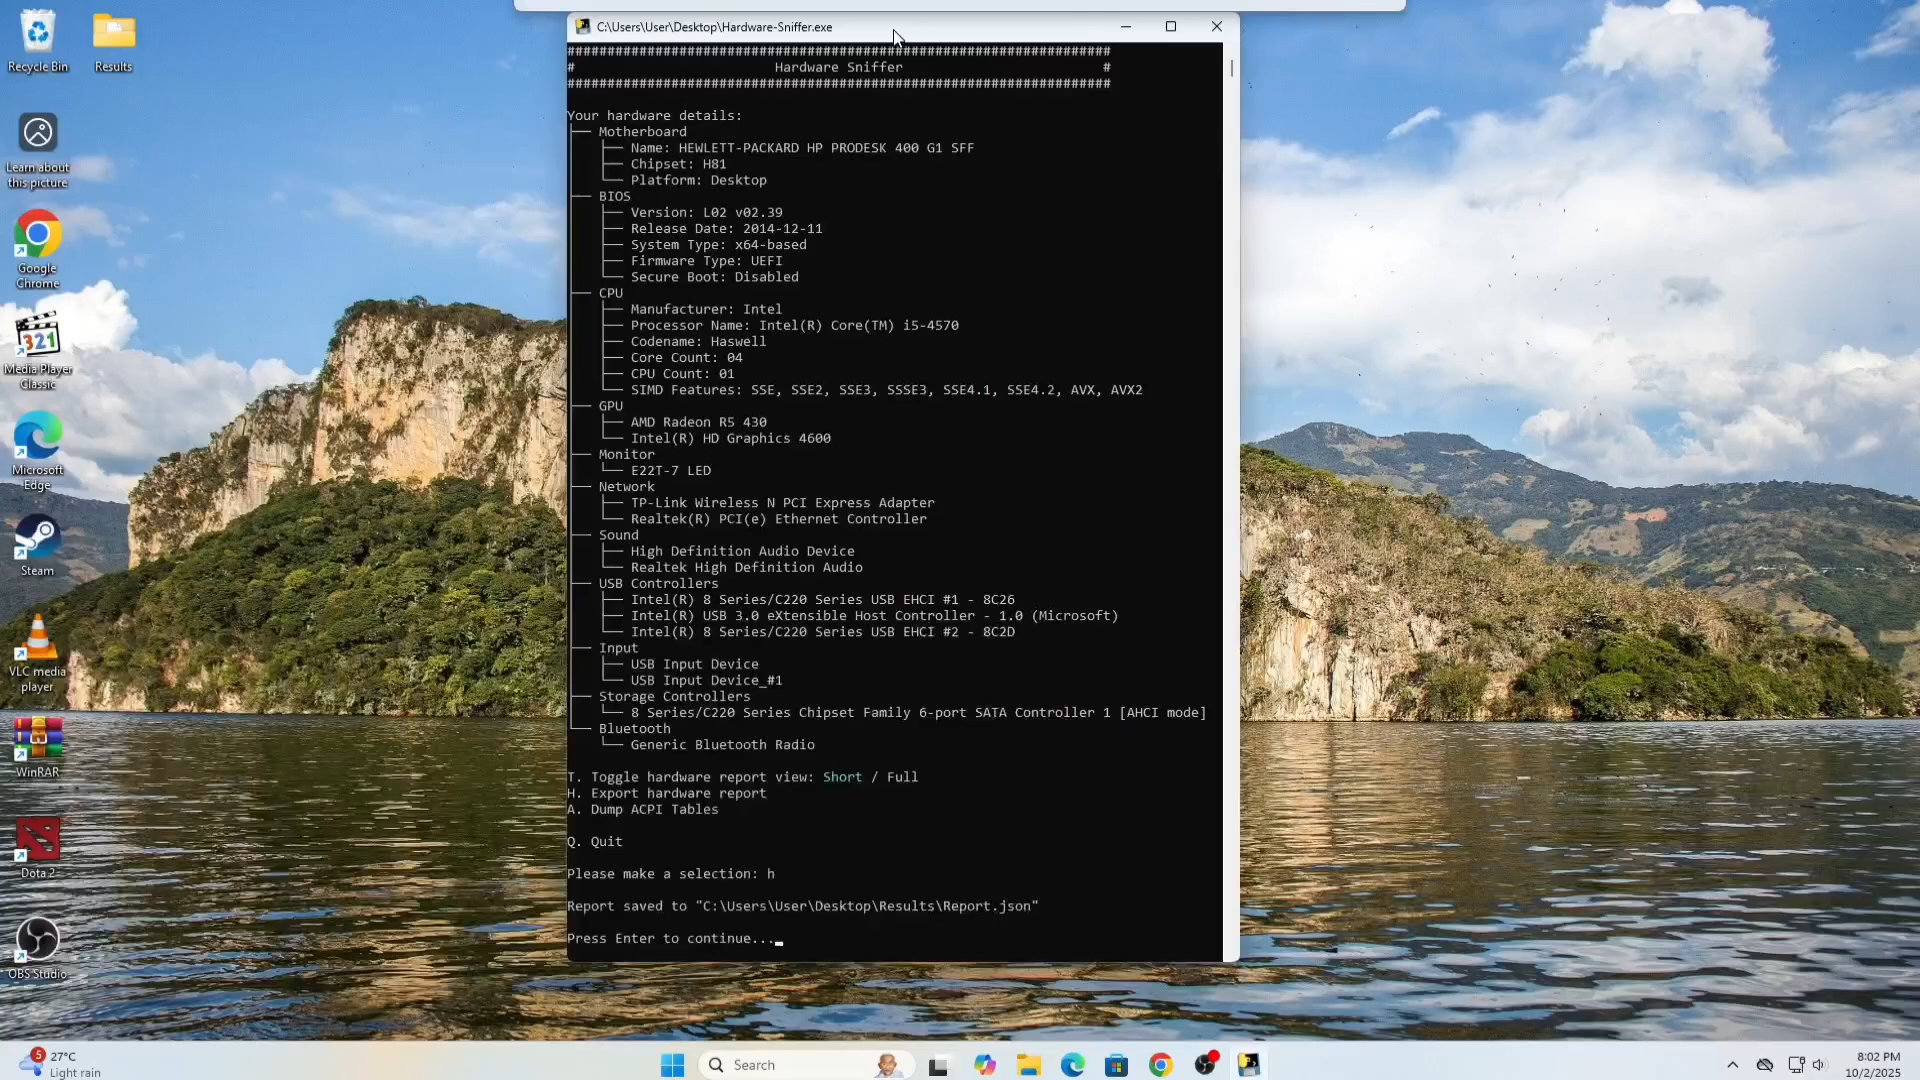 Recycle Bin
Results
Learn about
this picture
Google
Chrome
321
Media Player
Classic
Microsoft
Edge
Steam
VLC media
player
WinRAR
Dota 2
OBS Studio
C:\Users\User\Desktop\Hardware-Sniffer.exe
######################################################################
# Hardware Sniffer #
######################################################################
Your hardware details:
├── Motherboard
│   ├── Name: HEWLETT-PACKARD HP PRODESK 400 G1 SFF
│   ├── Chipset: H81
│   └── Platform: Desktop
├── BIOS
│   ├── Version: L02 v02.39
│   ├── Release Date: 2014-12-11
│   ├── System Type: x64-based
│   ├── Firmware Type: UEFI
│   └── Secure Boot: Disabled
├── CPU
│   ├── Manufacturer: Intel
│   ├── Processor Name: Intel(R) Core(TM) i5-4570
│   ├── Codename: Haswell
│   ├── Core Count: 04
│   ├── CPU Count: 01
│   └── SIMD Features: SSE, SSE2, SSE3, SSSE3, SSE4.1, SSE4.2, AVX, AVX2
├── GPU
│   ├── AMD Radeon R5 430
│   └── Intel(R) HD Graphics 4600
├── Monitor
│   └── E22T-7 LED
├── Network
│   ├── TP-Link Wireless N PCI Express Adapter
│   └── Realtek(R) PCI(e) Ethernet Controller
├── Sound
│   ├── High Definition Audio Device
│   └── Realtek High Definition Audio
├── USB Controllers
│   ├── Intel(R) 8 Series/C220 Series USB EHCI #1 - 8C26
│   ├── Intel(R) USB 3.0 eXtensible Host Controller - 1.0 (Microsoft)
│   └── Intel(R) 8 Series/C220 Series USB EHCI #2 - 8C2D
├── Input
│   ├── USB Input Device
│   └── USB Input Device_#1
├── Storage Controllers
│   └── 8 Series/C220 Series Chipset Family 6-port SATA Controller 1 [AHCI mode]
└── Bluetooth
    └── Generic Bluetooth Radio
T. Toggle hardware report view: Short / Full
H. Export hardware report
A. Dump ACPI Tables
Q. Quit
Please make a selection: h
Report saved to "C:\Users\User\Desktop\Results\Report.json"
Press Enter to continue..._
5
27°C
Light rain
Search
8:02 PM
10/2/2025